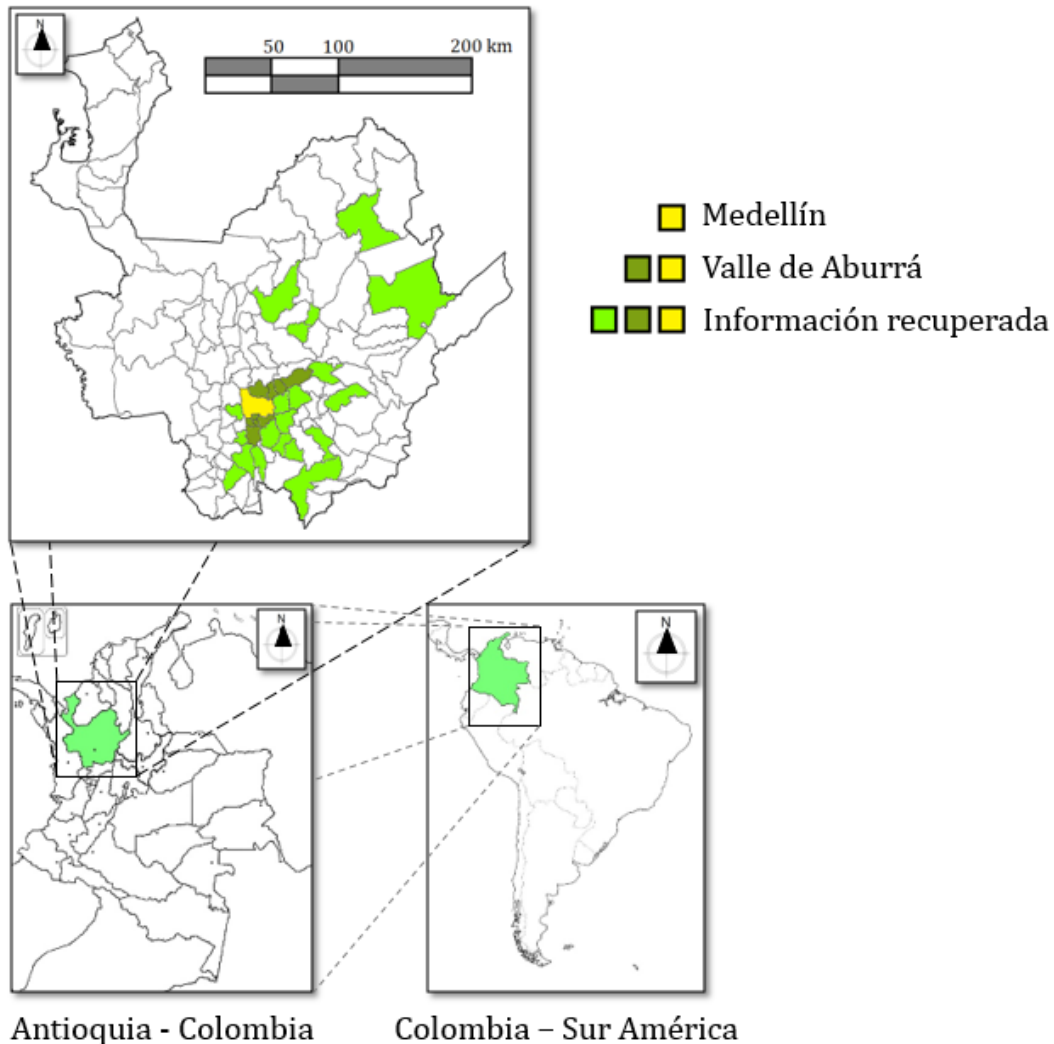 N
50 100 200 km
Medellín
Valle de Aburrá
Información recuperada
N
N
Antioquia - Colombia
Colombia – Sur América